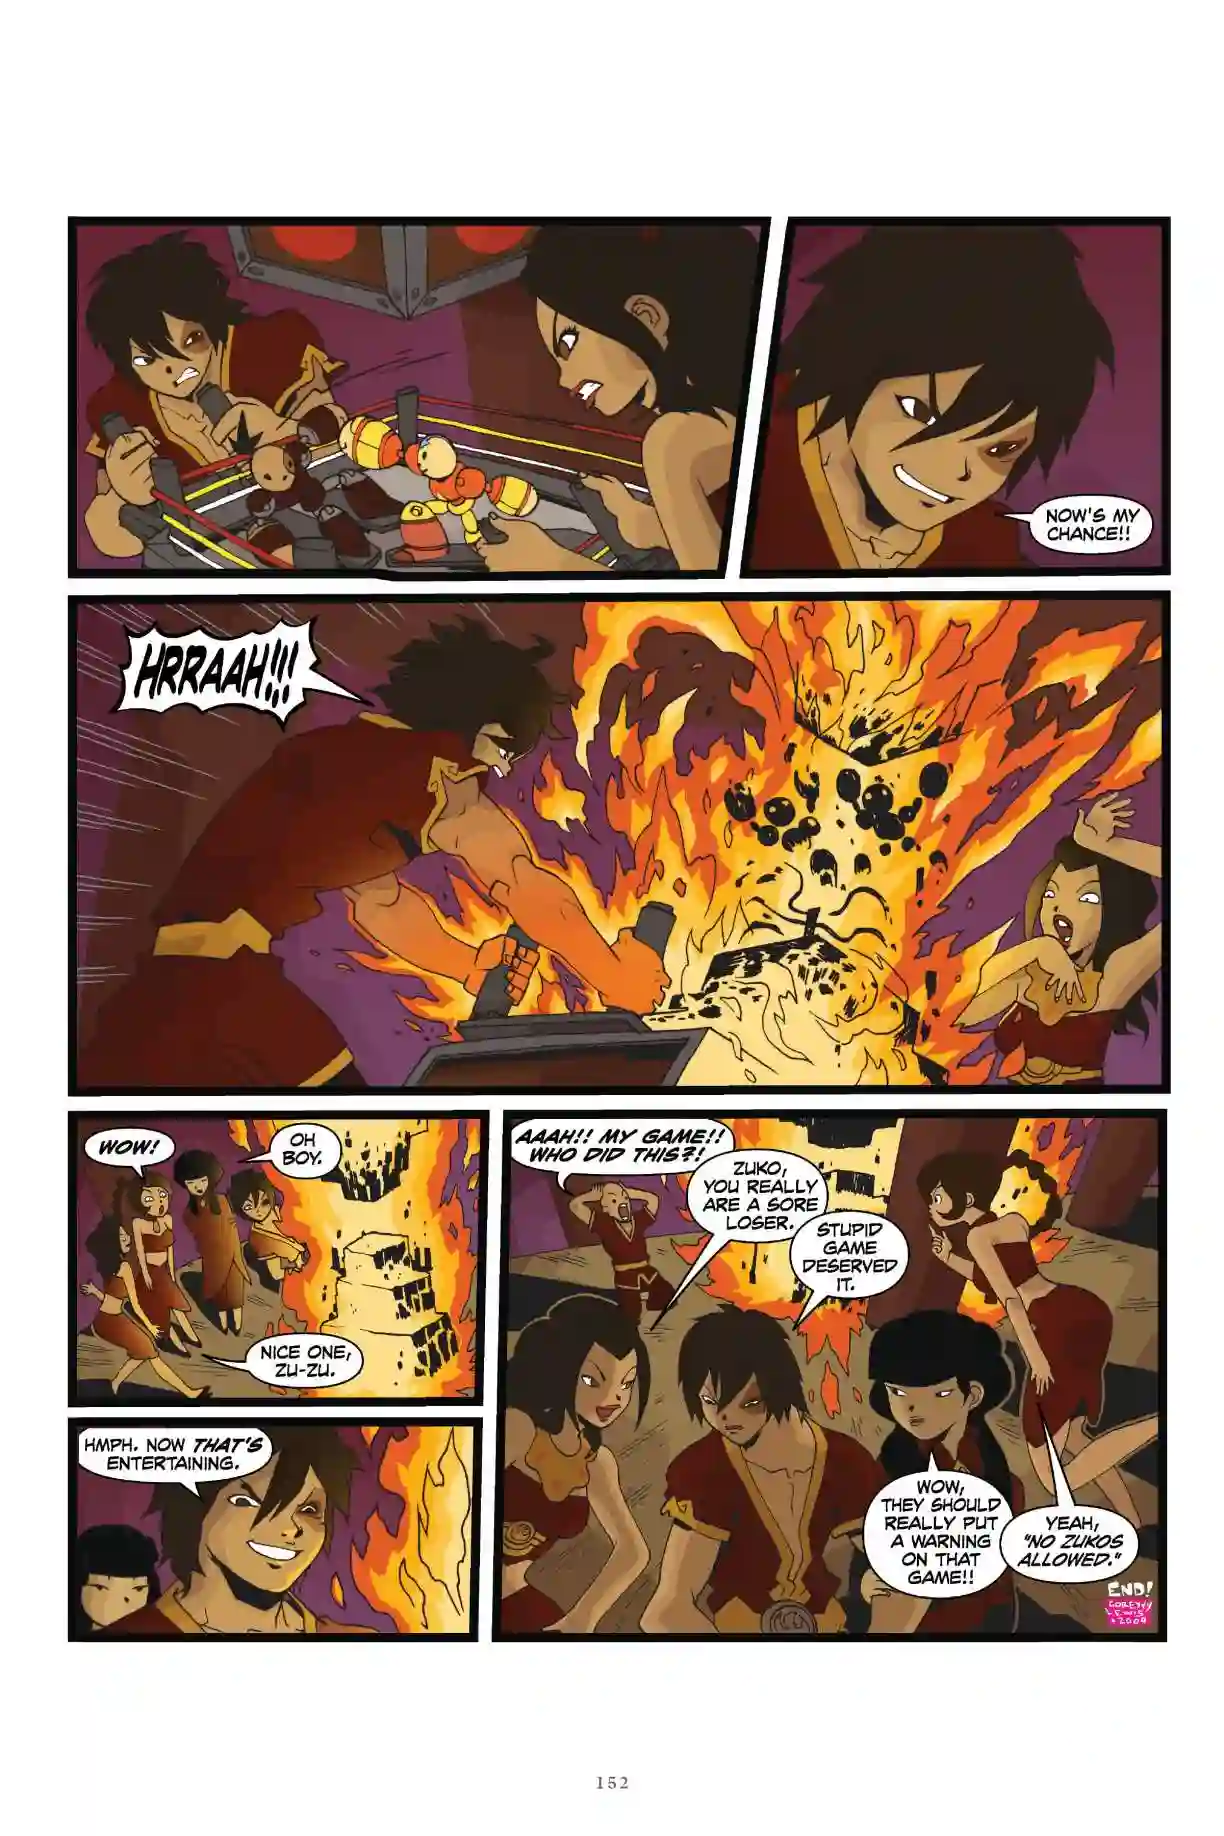 NOW'S MY
CHANCE!!
HRRAAH!!!
WOW!
OH
BOY.
NICE ONE,
ZU-ZU.
HMPH. NOW THAT'S
ENTERTAINING.
AAAH!! MY GAME!!
WHO DID THIS?!
ZUKO,
YOU REALLY
ARE A SORE
LOSER.
STUPID
GAME
DESERVED
IT.
WOW,
THEY SHOULD
REALLY PUT
A WARNING
ON THAT
GAME!!
YEAH,
"NO ZUKOS
ALLOWED."
END!
LEWIS
2009
152